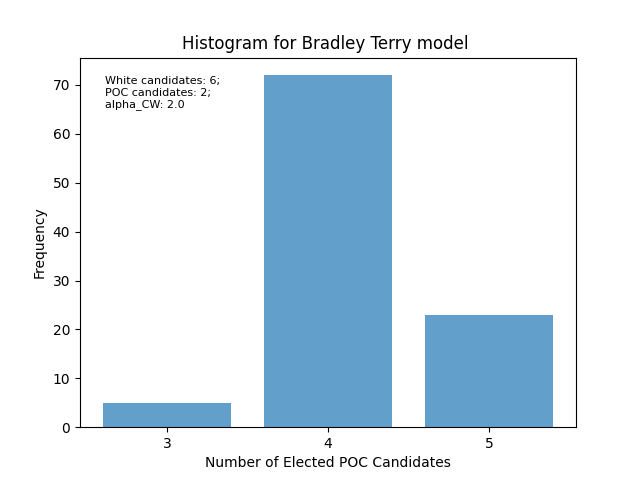 Histogram for Bradley Terry model
White candidates: 6;
POC candidates: 2;
alpha_CW: 2.0
70
60
50
40
30
20
10
0
Frequency
3 4 5
Number of Elected POC Candidates